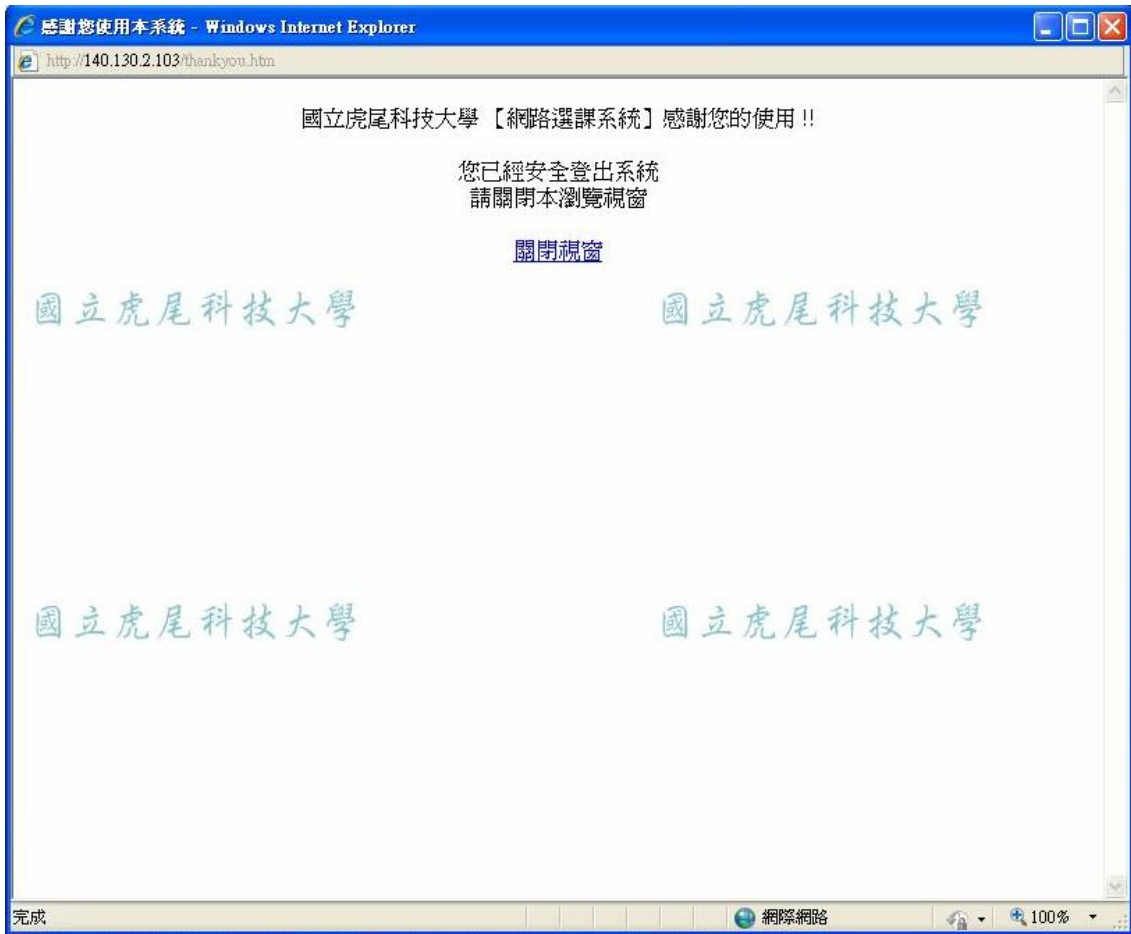 感謝您使用本系統 - Windows Internet Explorer
http://140.130.2.103/thankyou.htm
國立虎尾科技大學【網路選課系統】感謝您的使用 !!
您已經安全登出系統
請關閉本瀏覽視窗
關閉視窗
國立虎尾科技大學 國立虎尾科技大學
國立虎尾科技大學 國立虎尾科技大學
完成 網際網路 100%